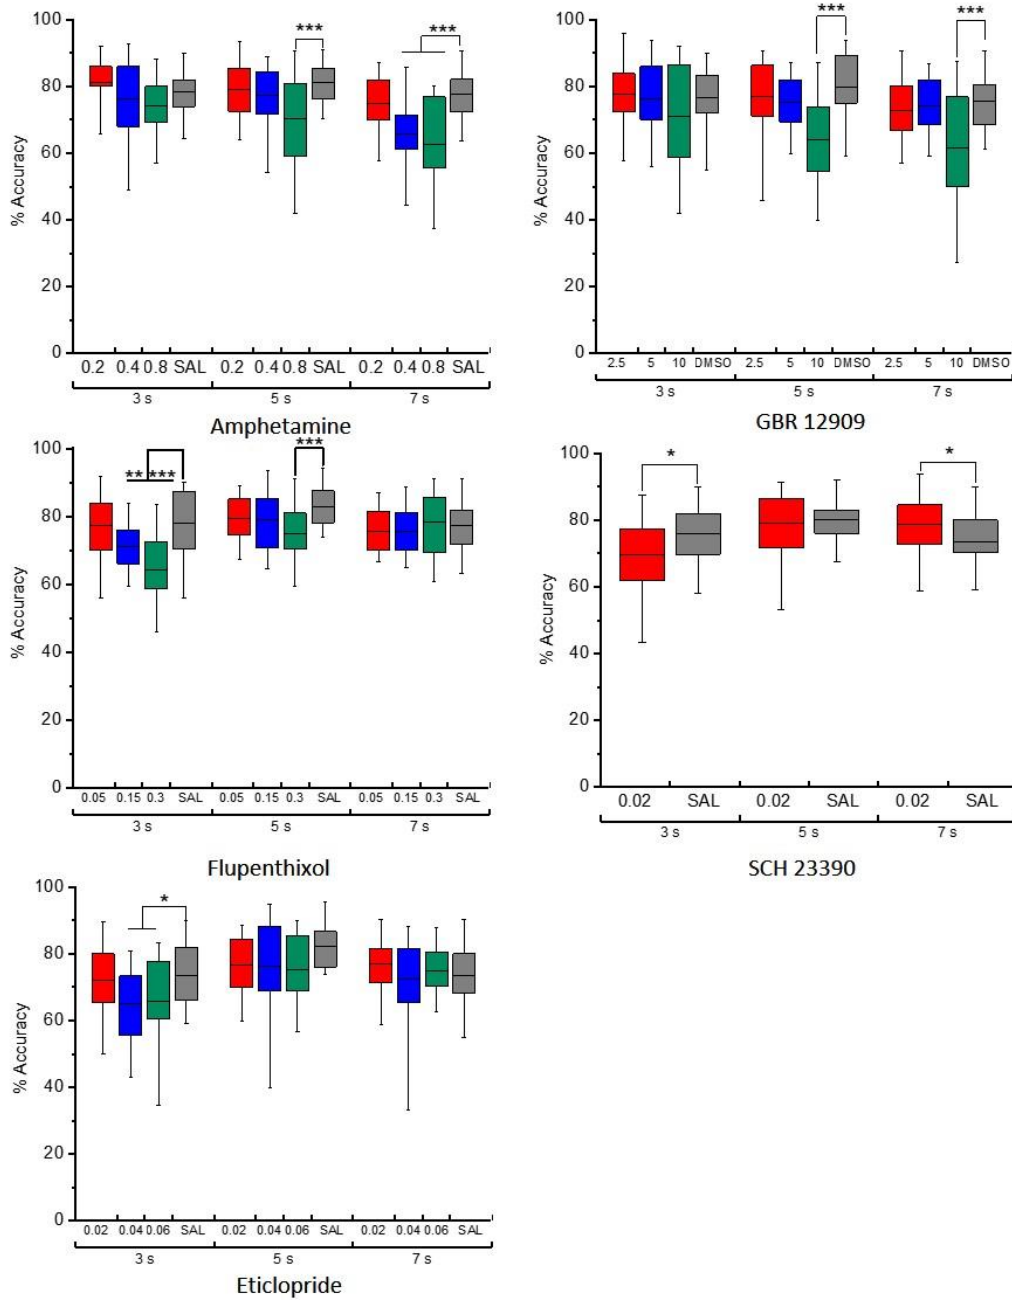 100
***
***
80
60
% Accuracy
40
20
0
0.2 0.4 0.8 SAL 0.2 0.4 0.8 SAL 0.2 0.4 0.8 SAL
3 s 5 s 7 s
Amphetamine
100
***
***
80
60
% Accuracy
40
20
0
2.5 5 10 DMSO 2.5 5 10 DMSO 2.5 5 10 DMSO
3 s 5 s 7 s
GBR 12909
100
***
** ***
80
60
% Accuracy
40
20
0
0.05 0.15 0.3 SAL 0.05 0.15 0.3 SAL 0.05 0.15 0.3 SAL
3 s 5 s 7 s
Flupenthixol
100
* *
80
60
% Accuracy
40
20
0
0.02 SAL 0.02 SAL 0.02 SAL
3 s 5 s 7 s
SCH 23390
100
*
80
60
% Accuracy
40
20
0
0.02 0.04 0.06 SAL 0.02 0.04 0.06 SAL 0.02 0.04 0.06 SAL
3 s 5 s 7 s
Eticlopride